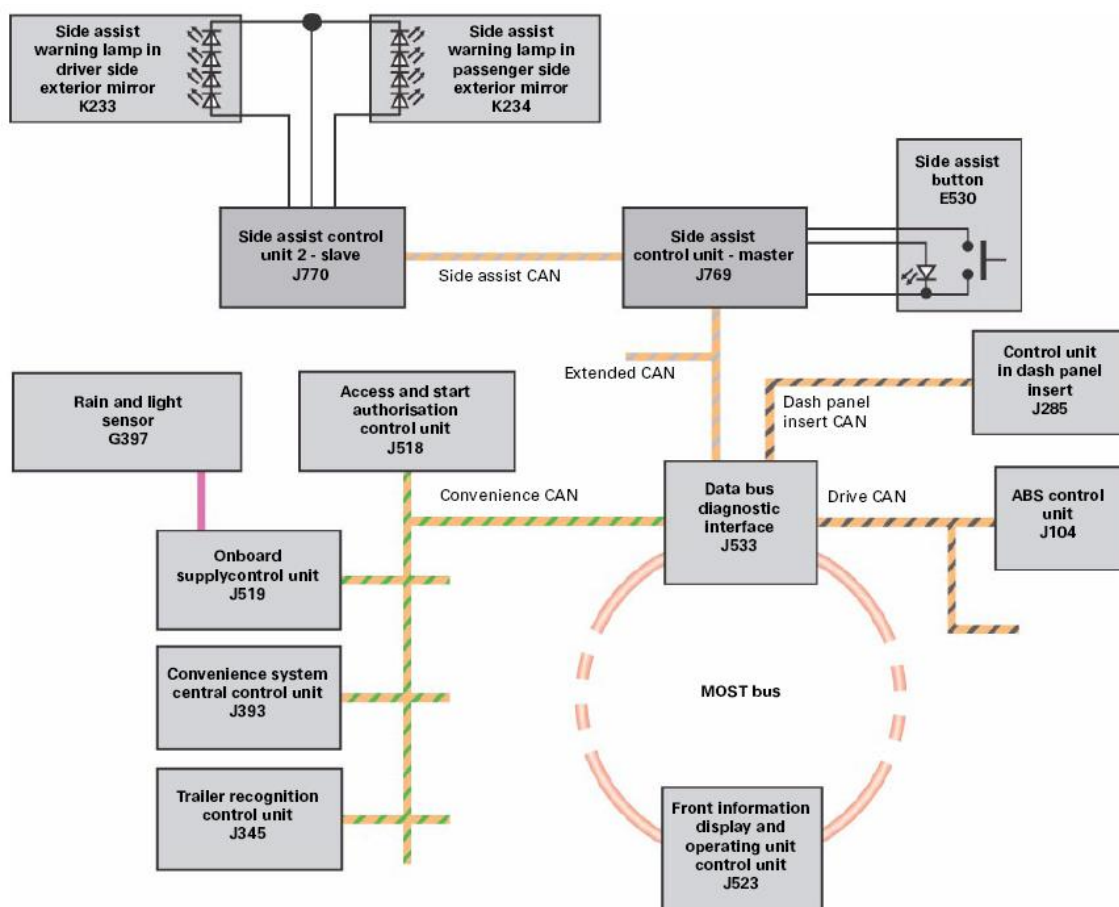 Side assist
warning lamp in
driver side
exterior mirror
K233
Side assist
warning lamp in
passenger side
exterior mirror
K234
Side assist
button
E530
Side assist control
unit 2 - slave
J770
Side assist CAN
Side assist
control unit - master
J769
Extended CAN
Dash panel
insert CAN
Control unit
in dash panel
insert
J285
Rain and light
sensor
G397
Access and start
authorisation
control unit
J518
Convenience CAN
Data bus
diagnostic
interface
J533
Drive CAN
ABS control
unit
J104
Onboard
supplycontrol unit
J519
Convenience system
central control unit
J393
MOST bus
Trailer recognition
control unit
J345
Front information
display and
operating unit
control unit
J523